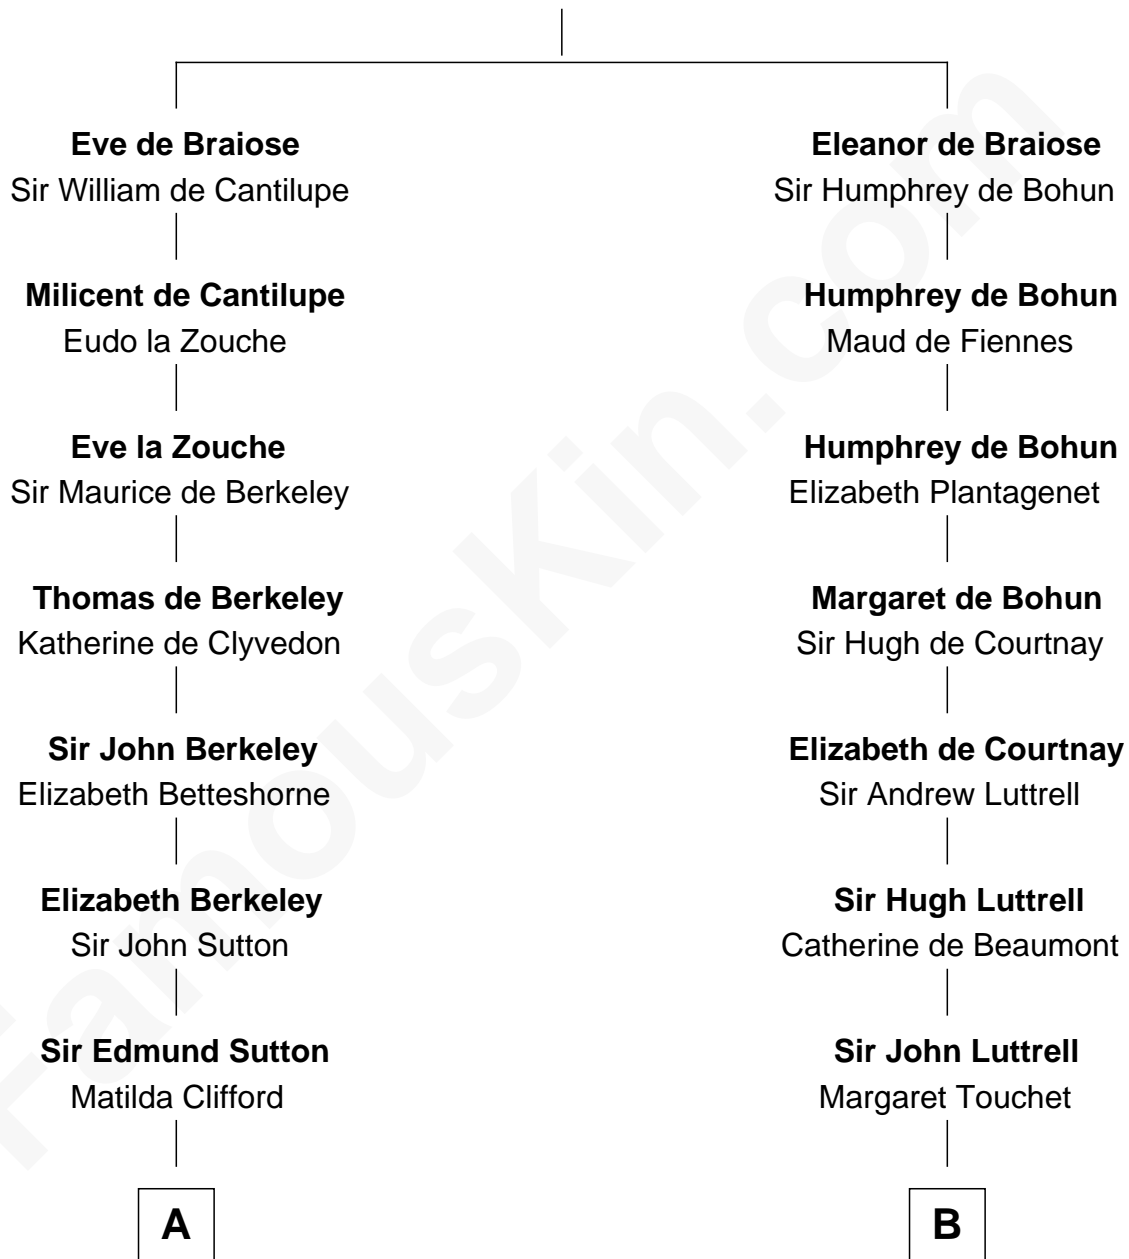 Eve de Braiose
Sir William de Cantilupe
Milicent de Cantilupe
Eudo la Zouche
Eve la Zouche
Sir Maurice de Berkeley
Thomas de Berkeley
Katherine de Clyvedon
Sir John Berkeley
Elizabeth Betteshorne
Elizabeth Berkeley
Sir John Sutton
Sir Edmund Sutton
Matilda Clifford
A
Eleanor de Braiose
Sir Humphrey de Bohun
Humphrey de Bohun
Maud de Fiennes
Humphrey de Bohun
Elizabeth Plantagenet
Margaret de Bohun
Sir Hugh de Courtnay
Elizabeth de Courtnay
Sir Andrew Luttrell
Sir Hugh Luttrell
Catherine de Beaumont
Sir John Luttrell
Margaret Touchet
B
FamousKin.com